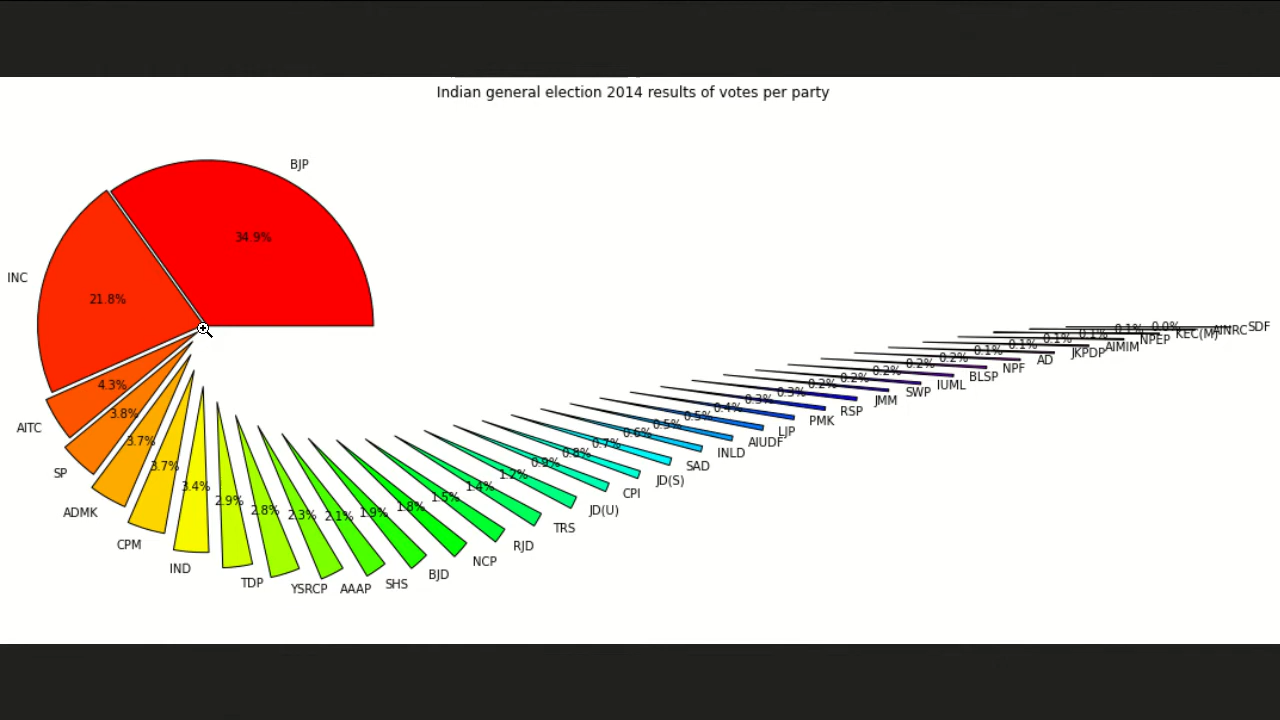 Indian general election 2014 results of votes per party
BJP
34.9%
INC
21.8%
AITC
4.3%
SP
3.8%
ADMK
3.7%
CPM
3.7%
IND
3.4%
TDP
2.9%
YSRCP
2.8%
AAAP
2.3%
SHS
2.1%
BJD
1.9%
NCP
1.8%
RJD
1.5%
TRS
1.4%
JD(U)
1.2%
CPI
0.9%
JD(S)
0.8%
SAD
0.7%
INLD
0.6%
AIUDF
0.5%
LJP
0.5%
PMK
0.4%
RSP
0.3%
JMM
0.3%
SWP
0.2%
IUML
0.2%
BLSP
0.2%
NPF
0.2%
AD
0.2%
JKPDP
0.1%
AIMIM
0.1%
NPEP
0.1%
KEC(M)
0.1%
AINRC
0.1%
SDF
0.0%